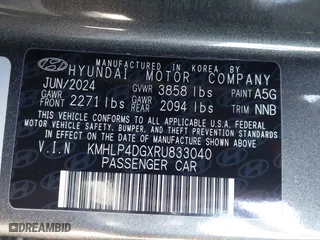 MANUFACTURED IN KOREA BY
HYUNDAI MOTOR COMPANY
JUN/2024 GVWR 3858 lbs PAINT A5G
GAWR FRONT 2271 lbs GAWR REAR 2094 lbs TRIM NNB
THIS VEHICLE CONFORMS TO ALL APPLICABLE U.S.A FEDERAL
MOTOR VEHICLE SAFETY, BUMPER, AND THEFT PREVENTION
STANDARDS IN EFFECT ON THE DATE OF MANUFACTURE
SHOWN ABOVE.
V.I.N KMHLP4DGXRU833040
PASSENGER CAR
DREAMBID